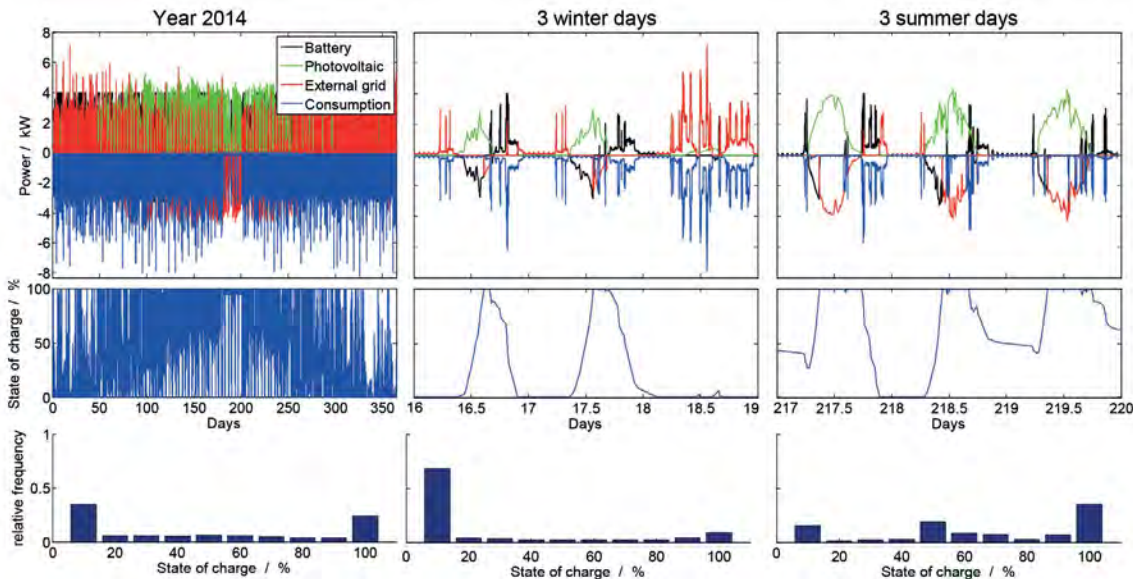 Year 2014
3 winter days
3 summer days
8
6
4
2
0
-2
-4
-6
-8
Power / kW
Battery
Photovoltaic
External grid
Consumption
State of charge / %
100
50
0
0 50 100 150 200 250 300 350
16 16.5 17 17.5 18 18.5 19
217 217.5 218 218.5 219 219.5 220
Days
Days
Days
relative frequency
1
0.5
0
0 20 40 60 80 100
20 40 60 80 100
0 20 40 60 80 100
State of charge / %
State of charge / %
State of charge / %